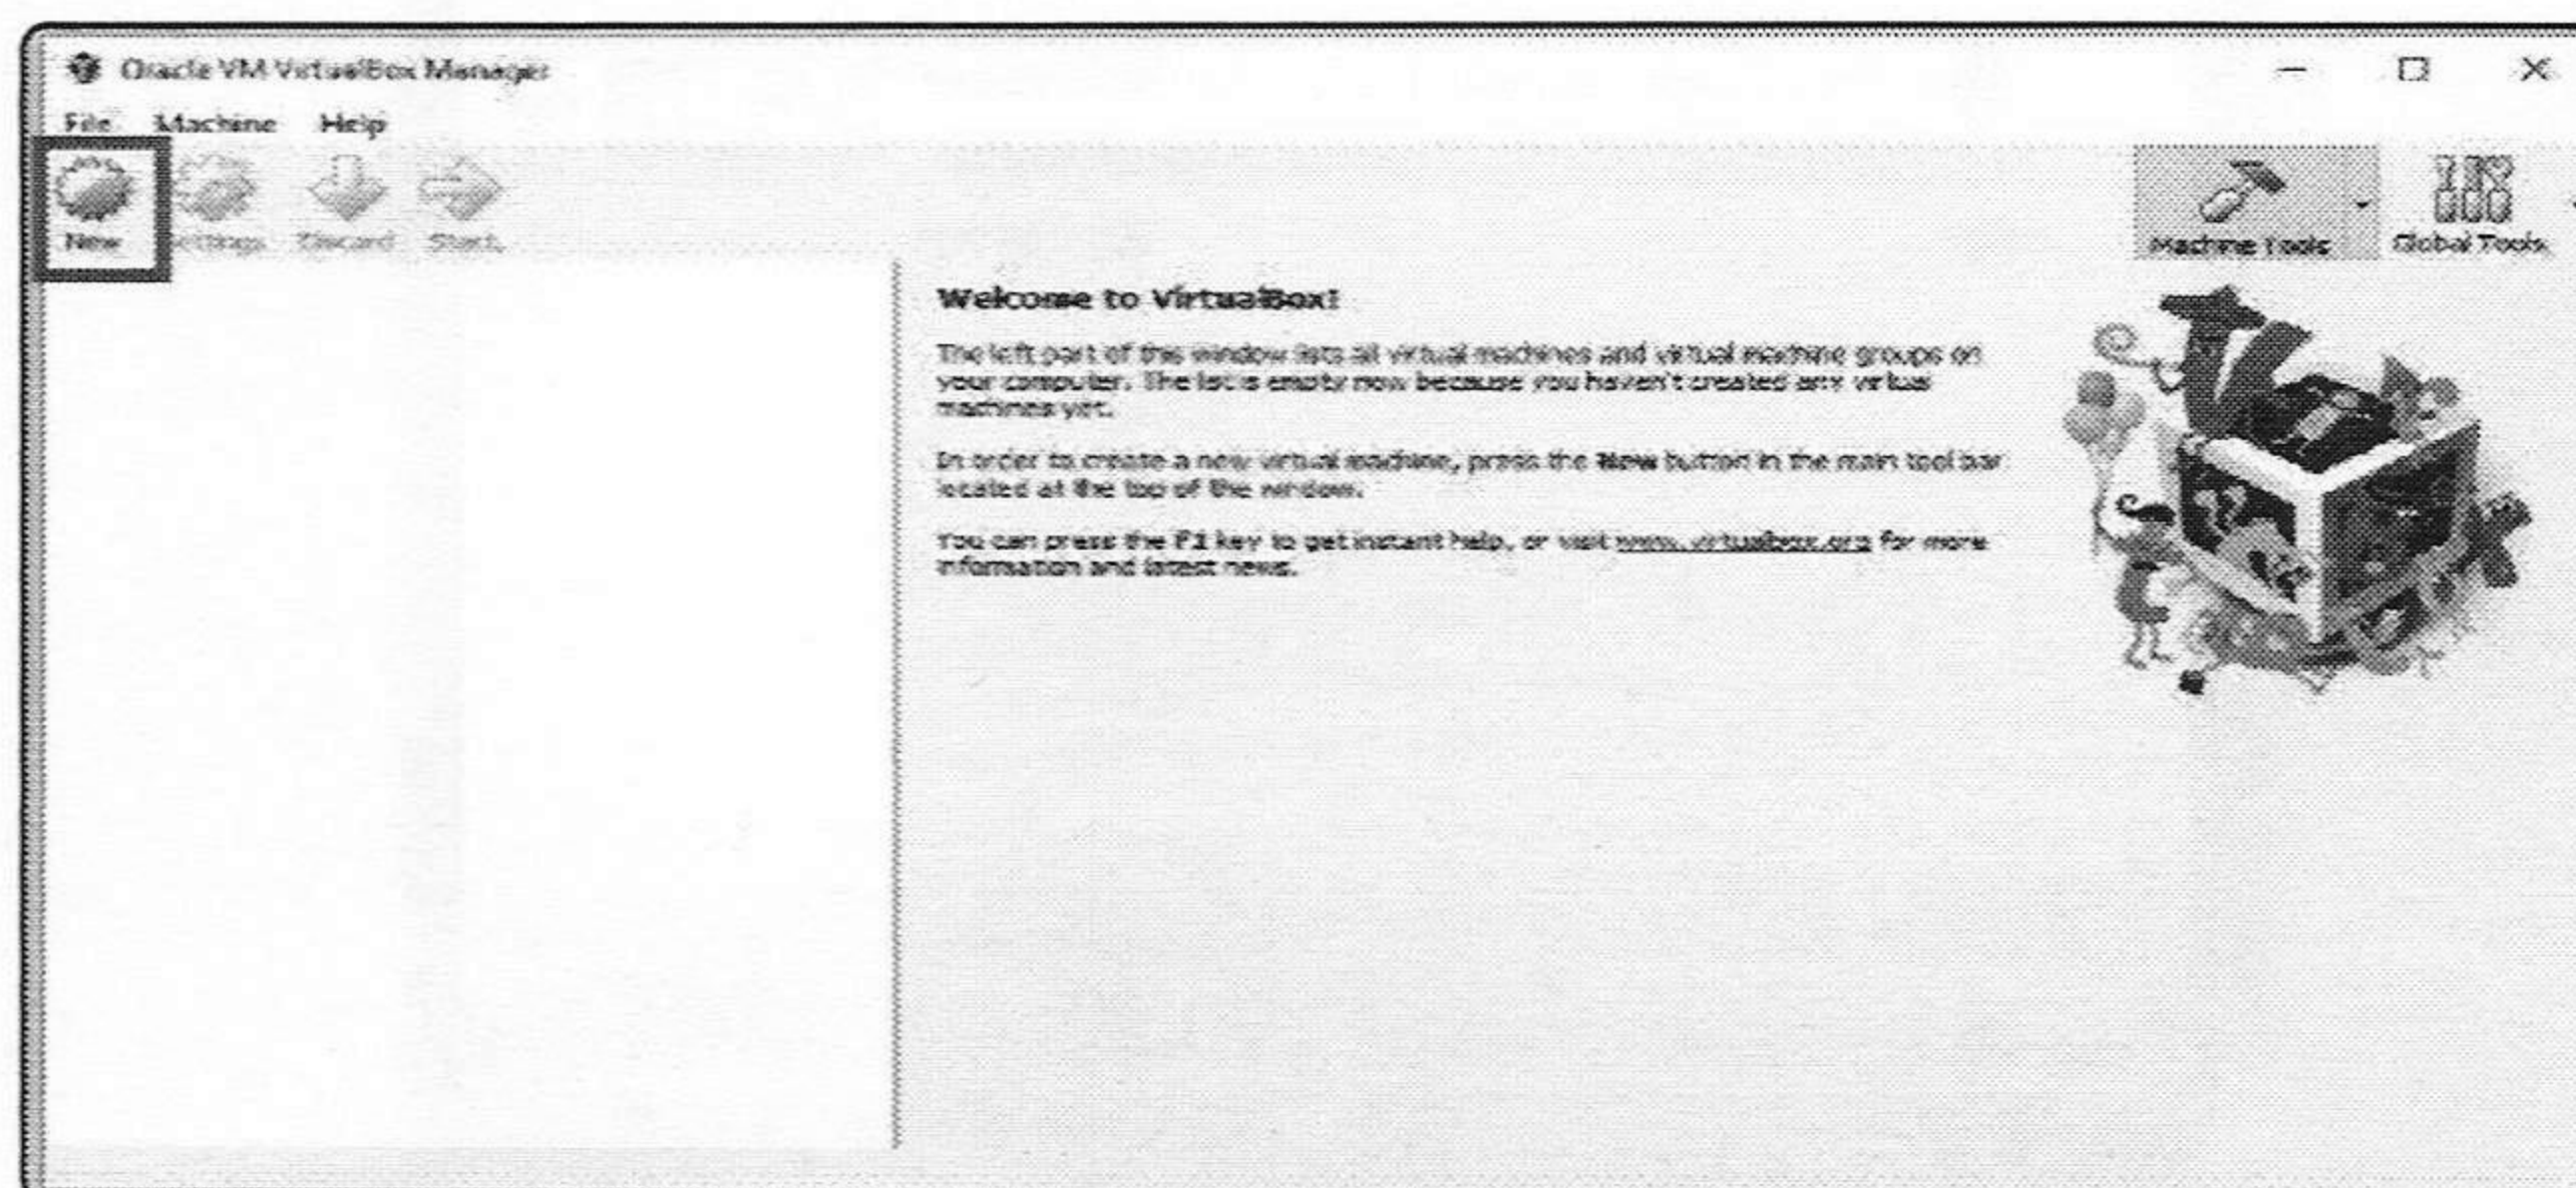 Oracle VM VirtualBox Manager
File Machine Help
New ettings Discard Start
Machine Tools Global Tools
Welcome to VirtualBox!
The left part of this window lists all virtual machines and virtual machine groups on
your computer. The list is empty now because you haven't created any virtual
machines yet.
In order to create a new virtual machine, press the New button in the main tool bar
located at the top of the window.
You can press the F1 key to get instant help, or visit www.virtualbox.org for more
information and latest news.